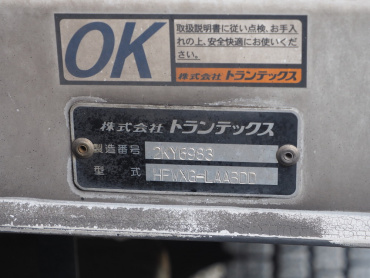 OK
取扱説明書に従い点検、お手入
れの上、安全快適にお使いくだ
さい。
株式会社 トランテックス
株式会社 トランテックス
製造番号 2KY6983
型 式